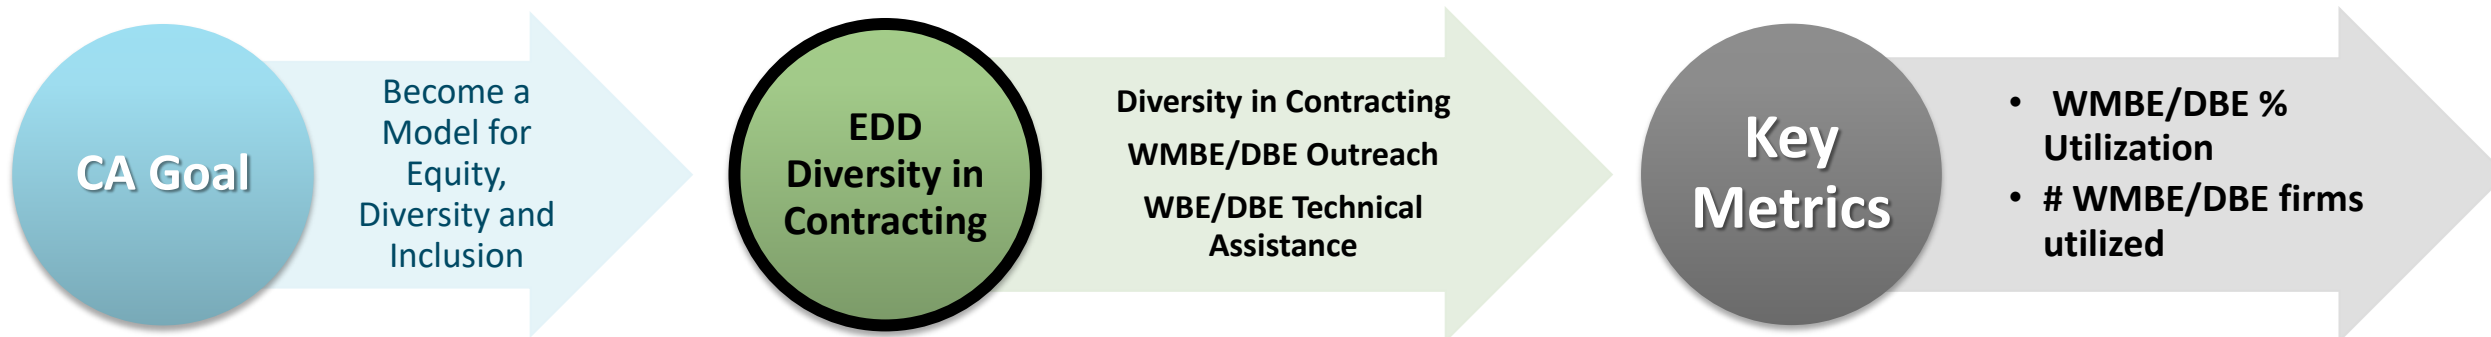 CA Goal
Become a
Model for
Equity,
Diversity and
Inclusion
EDD
Diversity in
Contracting
Diversity in Contracting
WMBE/DBE Outreach
WBE/DBE Technical
Assistance
Key
Metrics
• WMBE/DBE %
Utilization
• # WMBE/DBE firms
utilized